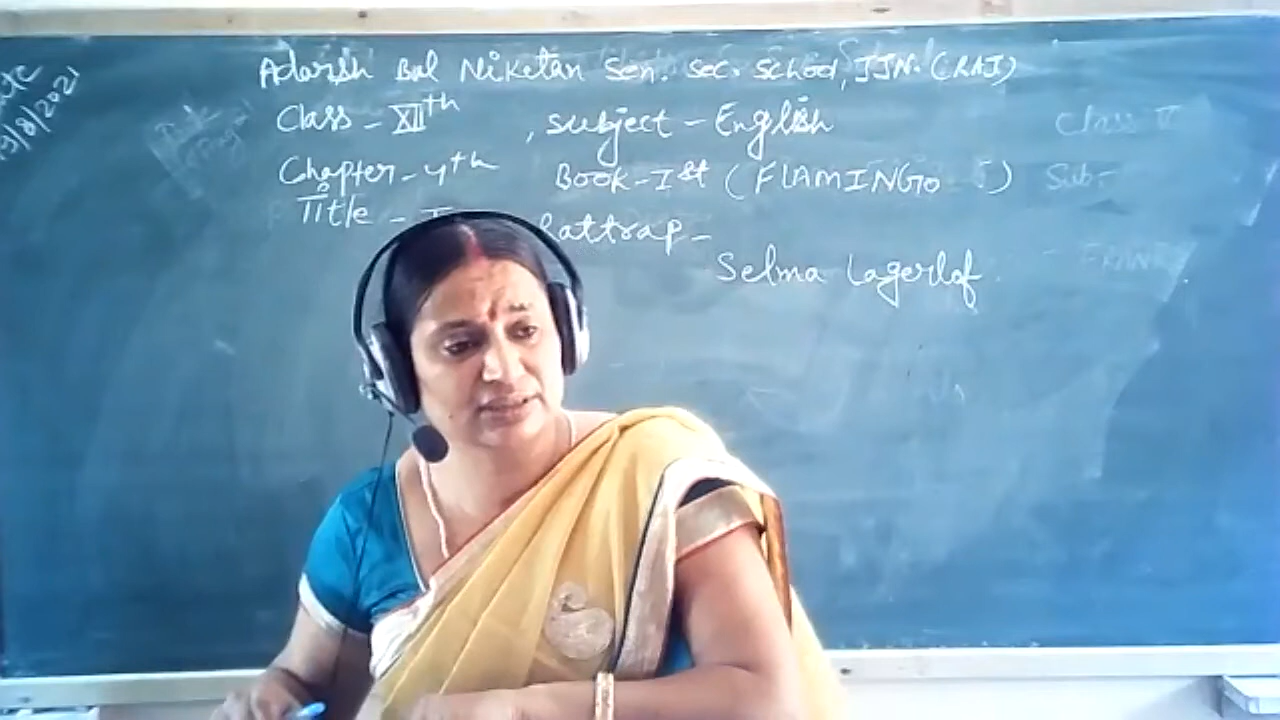 Adarsh Bal Niketan Sen. Sec. School, JJN. (RAJ)
Class - XIIth , subject - English
Chapter - 4th Book - Ist (FLAMINGO)
Title - Rattrap -
Selma Lagerlof
Class V
Sub: